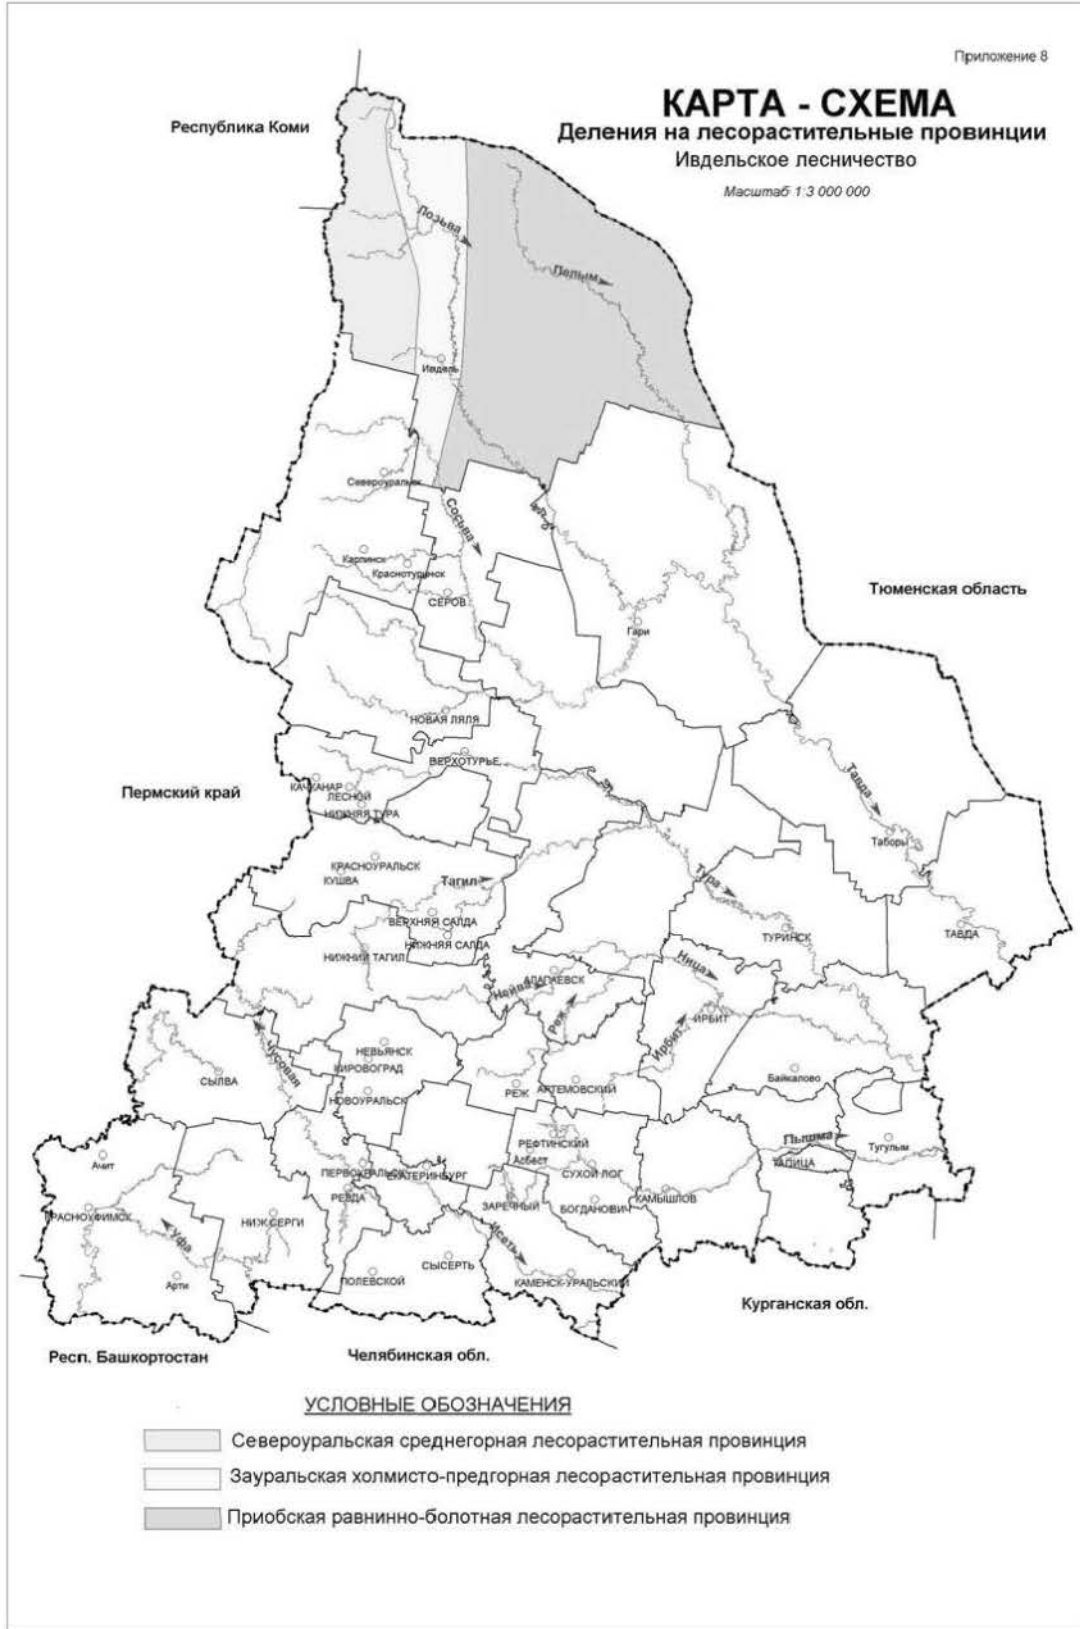 Приложение 8
КАРТА - СХЕМА
Деления на лесорастительные провинции
Ивдельское лесничество
Масштаб 1:3 000 000
Республика Коми
Лозьва
Пелым
Ивдель
Североуральск
Сосьва
Карпинск
Краснотурьинск
СЕРОВ
Тюменская область
Гари
НОВАЯ ЛЯЛЯ
ВЕРХОТУРЬЕ
Пермский край
КАЧКАНАР
ЛЕСНОЙ
НИЖНЯЯ ТУРА
Тавда
Таборы
КРАСНОУРАЛЬСК
КУШВА
Тагил
Тура
ВЕРХНЯЯ САЛДА
НИЖНЯЯ САЛДА
НИЖНИЙ ТАГИЛ
ТУРИНСК
ТАВДА
Ница
АЛАПАЕВСК
Нейва
Реж
ИРБИТ
Ирбит
Чусовая
НЕВЬЯНСК
КИРОВОГРАД
СЫЛВА
НОВОУРАЛЬСК
РЕЖ
АРТЕМОВСКИЙ
Байкалово
Пышма
Тугулым
ТАЛИЦА
РЕФТИНСКИЙ
Асбест
СУХОЙ ЛОГ
Ачит
ПЕРВОУРАЛЬСК
ЕКАТЕРИНБУРГ
РЕВДА
ЗАРЕЧНЫЙ
БОГДАНОВИЧ
КАМЫШЛОВ
КРАСНОУФИМСК
НИЖ.СЕРГИ
Уфа
Исеть
СЫСЕРТЬ
Арти
ПОЛЕВСКОЙ
КАМЕНСК-УРАЛЬСКИЙ
Курганская обл.
Респ. Башкортостан
Челябинская обл.
УСЛОВНЫЕ ОБОЗНАЧЕНИЯ
Североуральская среднегорная лесорастительная провинция
Зауральская холмисто-предгорная лесорастительная провинция
Приобская равнинно-болотная лесорастительная провинция